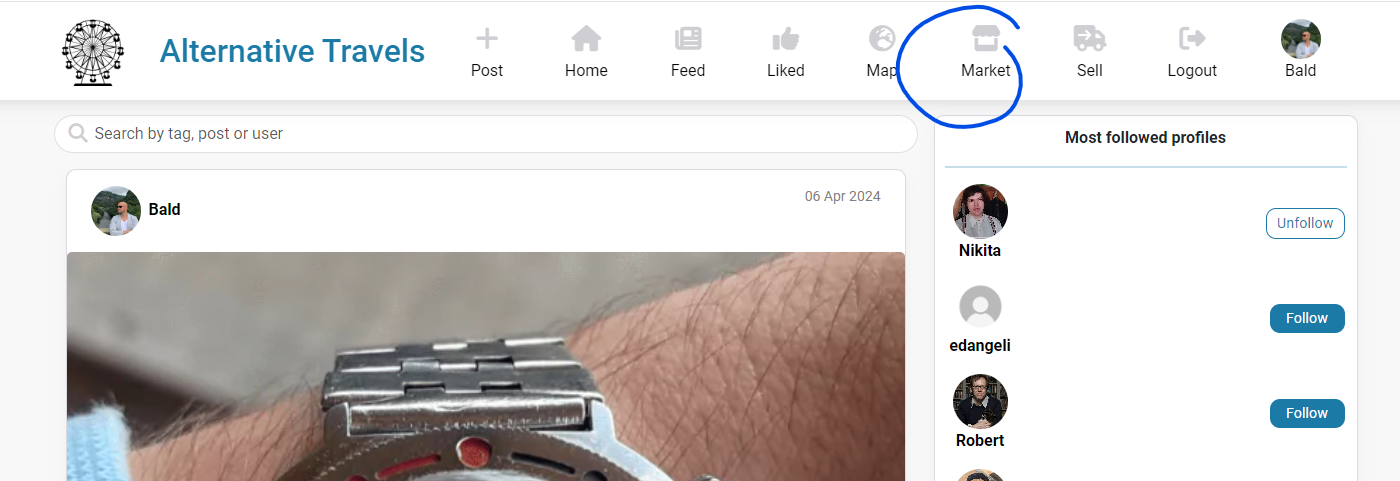 Alternative Travels
Post Home Feed Liked Map Market Sell Logout Bald
Search by tag, post or user
Bald
06 Apr 2024
Most followed profiles
Nikita
Unfollow
edangeli
Follow
Robert
Follow